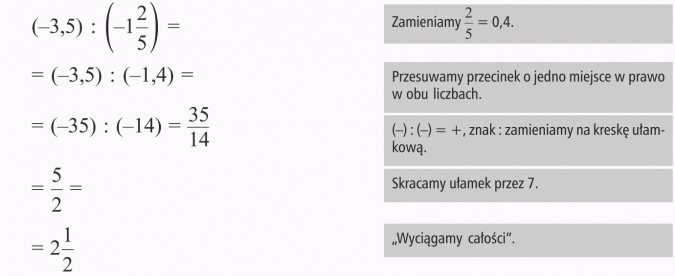 (–3,5) : (–1 2/5) =
Zamieniamy 2/5 = 0,4.
= (–3,5) : (–1,4) =
Przesuwamy przecinek o jedno miejsce w prawo
w obu liczbach.
= (–35) : (–14) = 35/14
(–) : (–) = +, znak : zamieniamy na kreskę ułam-
kową.
= 5/2 =
Skracamy ułamek przez 7.
= 2 1/2
„Wyciągamy całości”.